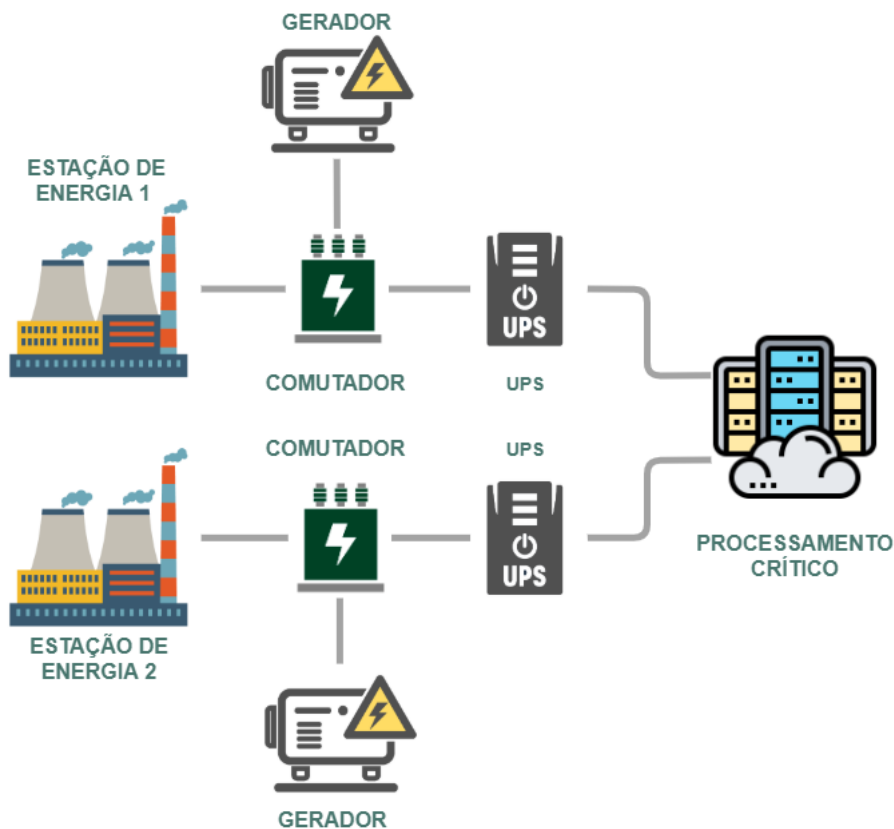 GERADOR
ESTAÇÃO DE
ENERGIA 1
UPS
COMUTADOR
UPS
COMUTADOR
UPS
UPS
PROCESSAMENTO
CRÍTICO
ESTAÇÃO DE
ENERGIA 2
GERADOR